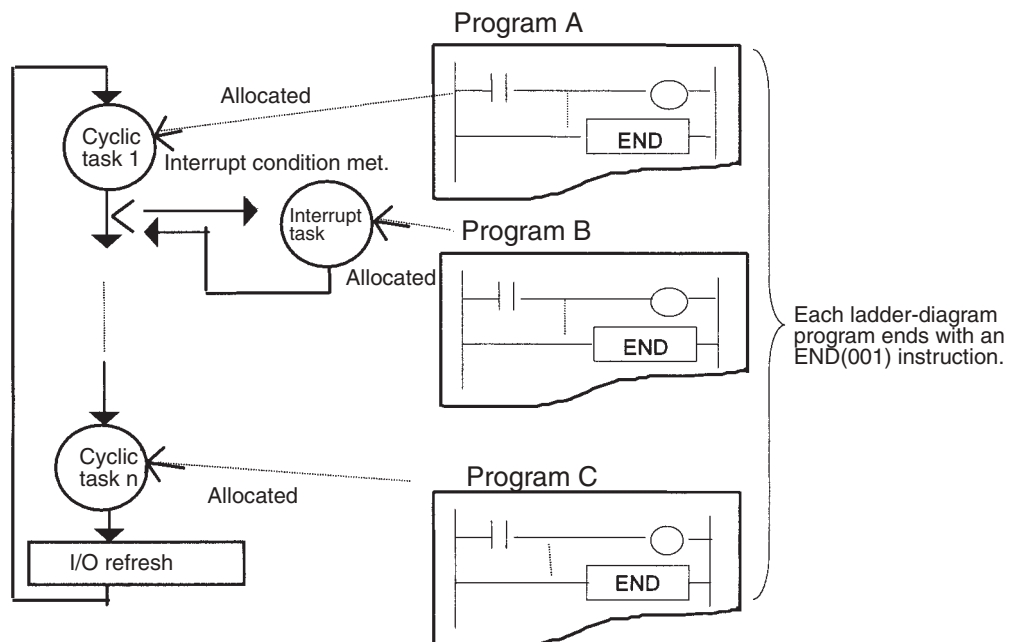 Program A
Allocated
Cyclic
task 1
END
Interrupt condition met.
Interrupt
task
Program B
Allocated
END
Each ladder-diagram
program ends with an
END(001) instruction.
Cyclic
task n
Program C
Allocated
I/O refresh
END